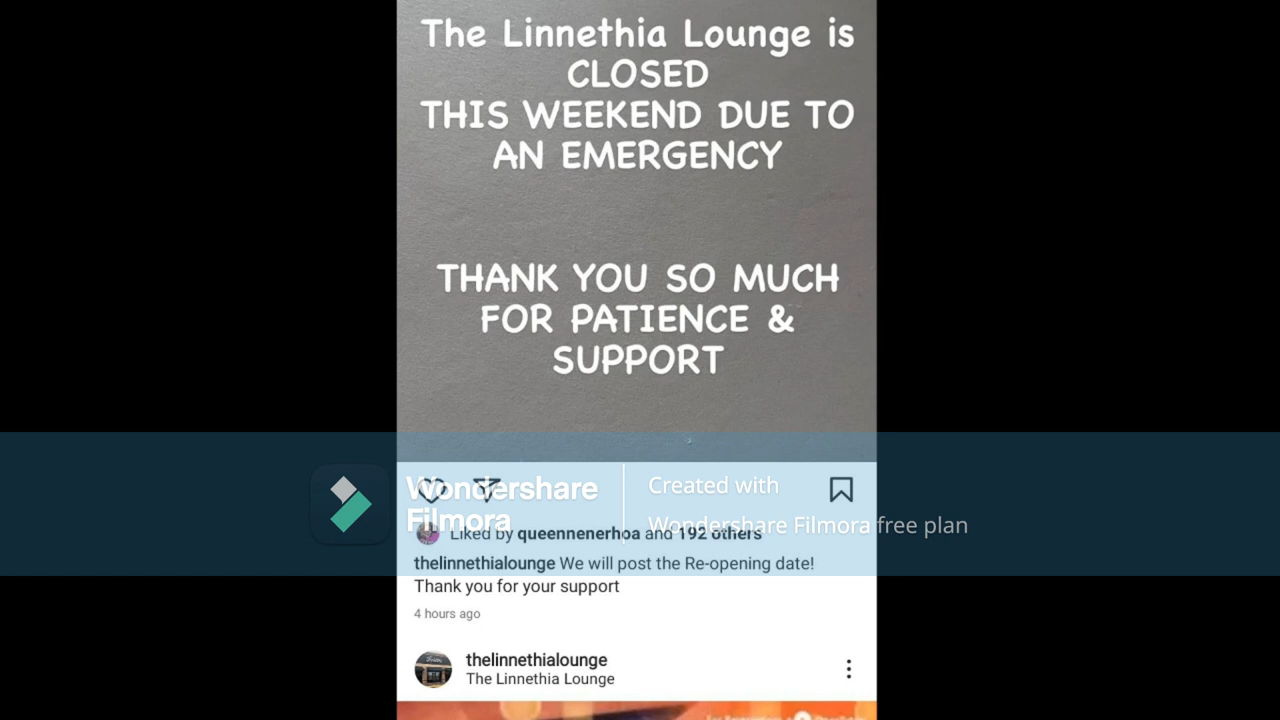 The Linnethia Lounge is
CLOSED
THIS WEEKEND DUE TO
AN EMERGENCY
THANK YOU SO MUCH
FOR PATIENCE &
SUPPORT
Wondershare
Filmora
Created with
Wondershare Filmora free plan
Liked by queennenerhoa and 192 others
thelinnethialounge We will post the Re-opening date!
Thank you for your support
4 hours ago
thelinnethialounge
The Linnethia Lounge